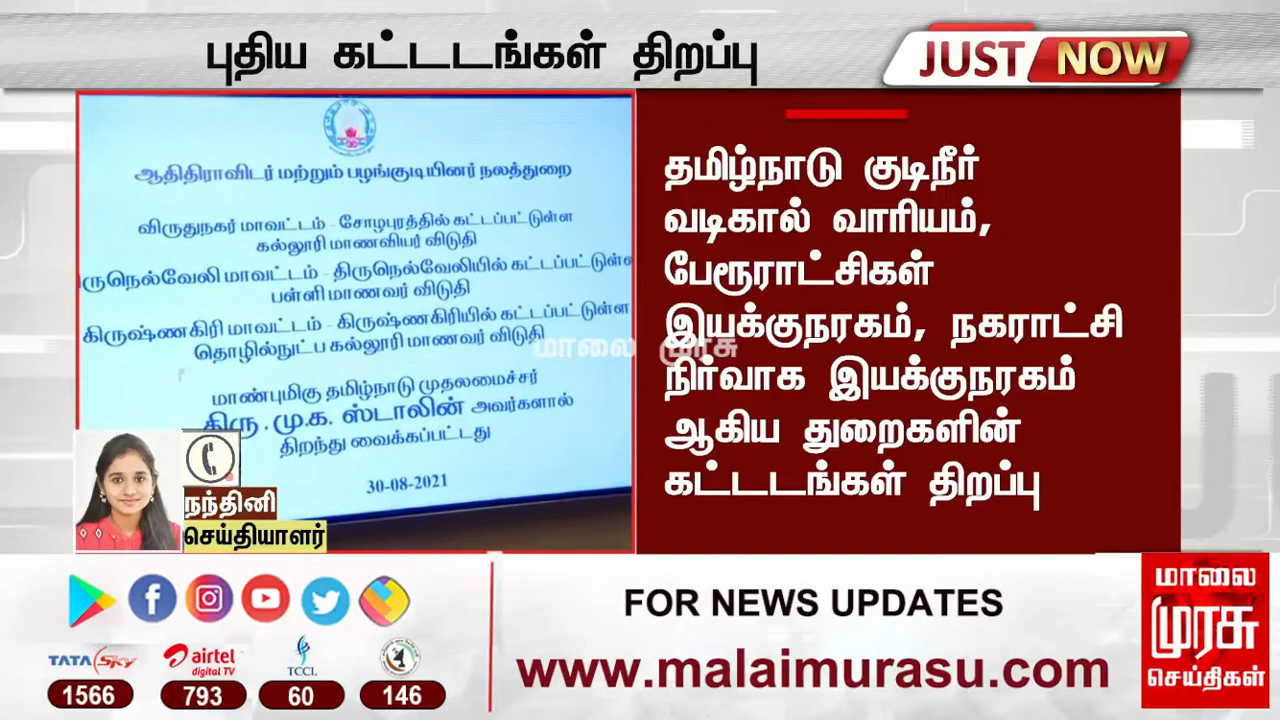 புதிய கட்டடங்கள் திறப்பு
JUST NOW
ஆதிதிராவிடர் மற்றும் பழங்குடியினர் நலத்துறை
விருதுநகர் மாவட்டம் - சோழபுரத்தில் கட்டப்பட்டுள்ள
கல்லூரி மாணவியர் விடுதி
ருநெல்வேலி மாவட்டம் - திருநெல்வேலியில் கட்டப்பட்டுள்ள
பள்ளி மாணவர் விடுதி
கிருஷ்ணகிரி மாவட்டம் - கிருஷ்ணகிரியில் கட்டப்பட்டுள்ள
தொழில்நுட்ப கல்லூரி மாணவர் விடுதி
மாண்புமிகு தமிழ்நாடு முதலமைச்சர்
திரு. மு.க. ஸ்டாலின் அவர்களால்
திறந்து வைக்கப்பட்டது
30-08-2021
மாலை முரசு
தமிழ்நாடு குடிநீர்
வடிகால் வாரியம்,
பேரூராட்சிகள்
இயக்குநரகம், நகராட்சி
நிர்வாக இயக்குநரகம்
ஆகிய துறைகளின்
கட்டடங்கள் திறப்பு
நந்தினி
செய்தியாளர்
FOR NEWS UPDATES
www.malaimurasu.com
TATA SKY
airtel
digital TV
TCCL
1566
793
60
146
மாலை
முரசு
செய்திகள்